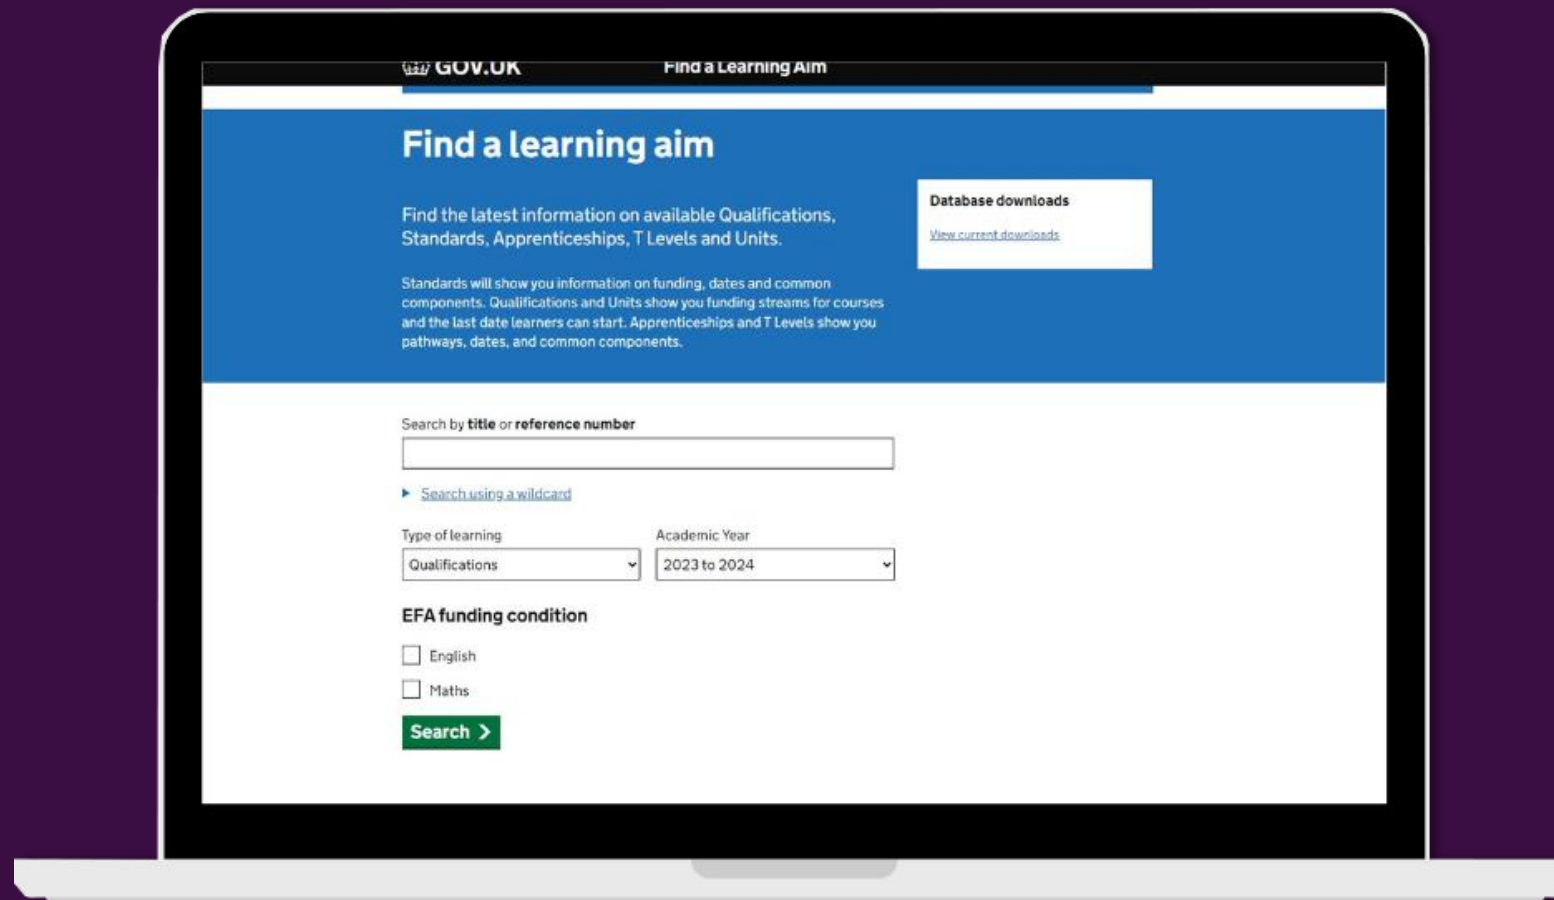 GOV.UK
Find a Learning Aim
Find a learning aim
Find the latest information on available Qualifications,
Standards, Apprenticeships, T Levels and Units.
Standards will show you information on funding, dates and common
components. Qualifications and Units show you funding streams for courses
and the last date learners can start. Apprenticeships and T Levels show you
pathways, dates, and common components.
Database downloads
View current downloads
Search by title or reference number
Search using a wildcard
Type of learning
Academic Year
Qualifications
2023 to 2024
EFA funding condition
English
Maths
Search